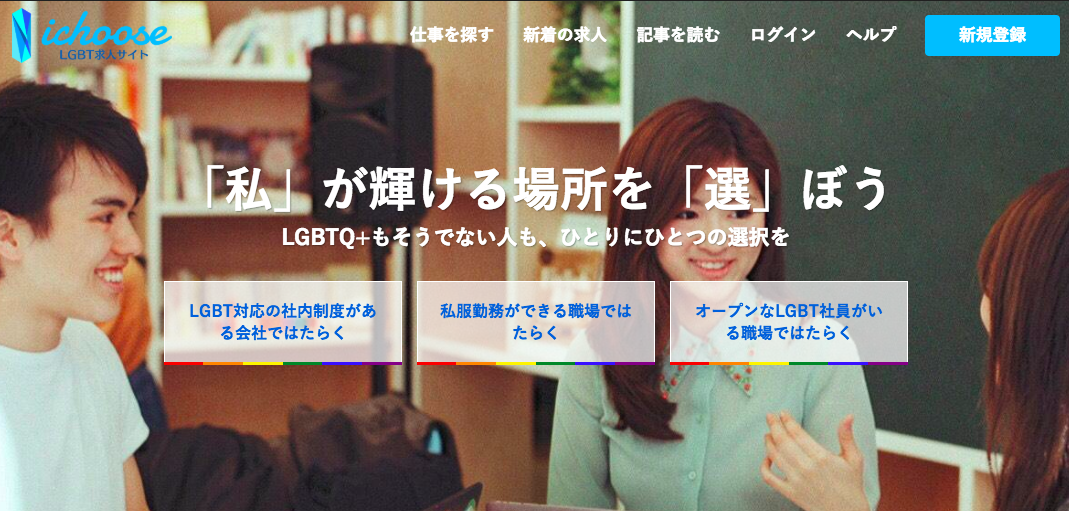 ichoose
LGBT求人サイト
仕事を探す 新着の求人 記事を読む ログイン ヘルプ 新規登録
「私」が輝ける場所を「選」ぼう
LGBTQ+もそうでない人も、ひとりにひとつの選択を
LGBT対応の社内制度があ
る会社ではたらく
私服勤務ができる職場では
たらく
オープンなLGBT社員がい
る職場ではたらく